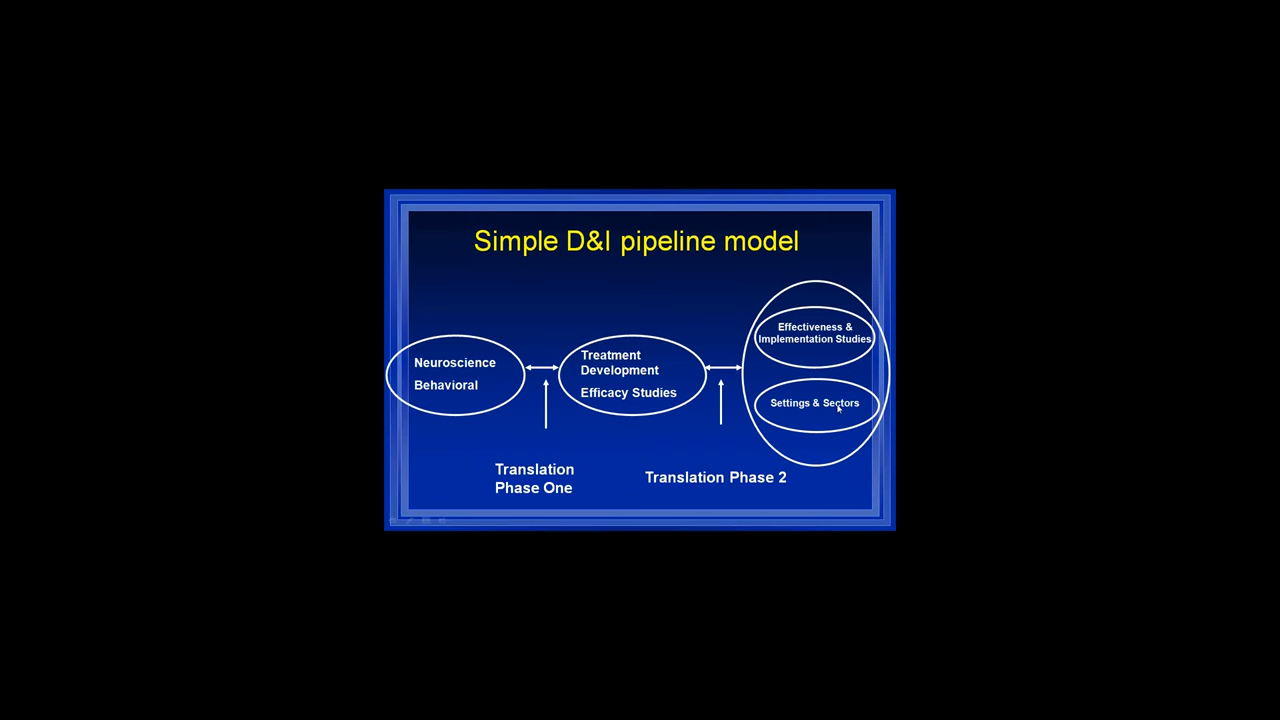 Simple D&I pipeline model
Neuroscience
Behavioral
Treatment
Development
Efficacy Studies
Effectiveness &
Implementation Studies
Settings & Sectors
Translation
Phase One
Translation Phase 2